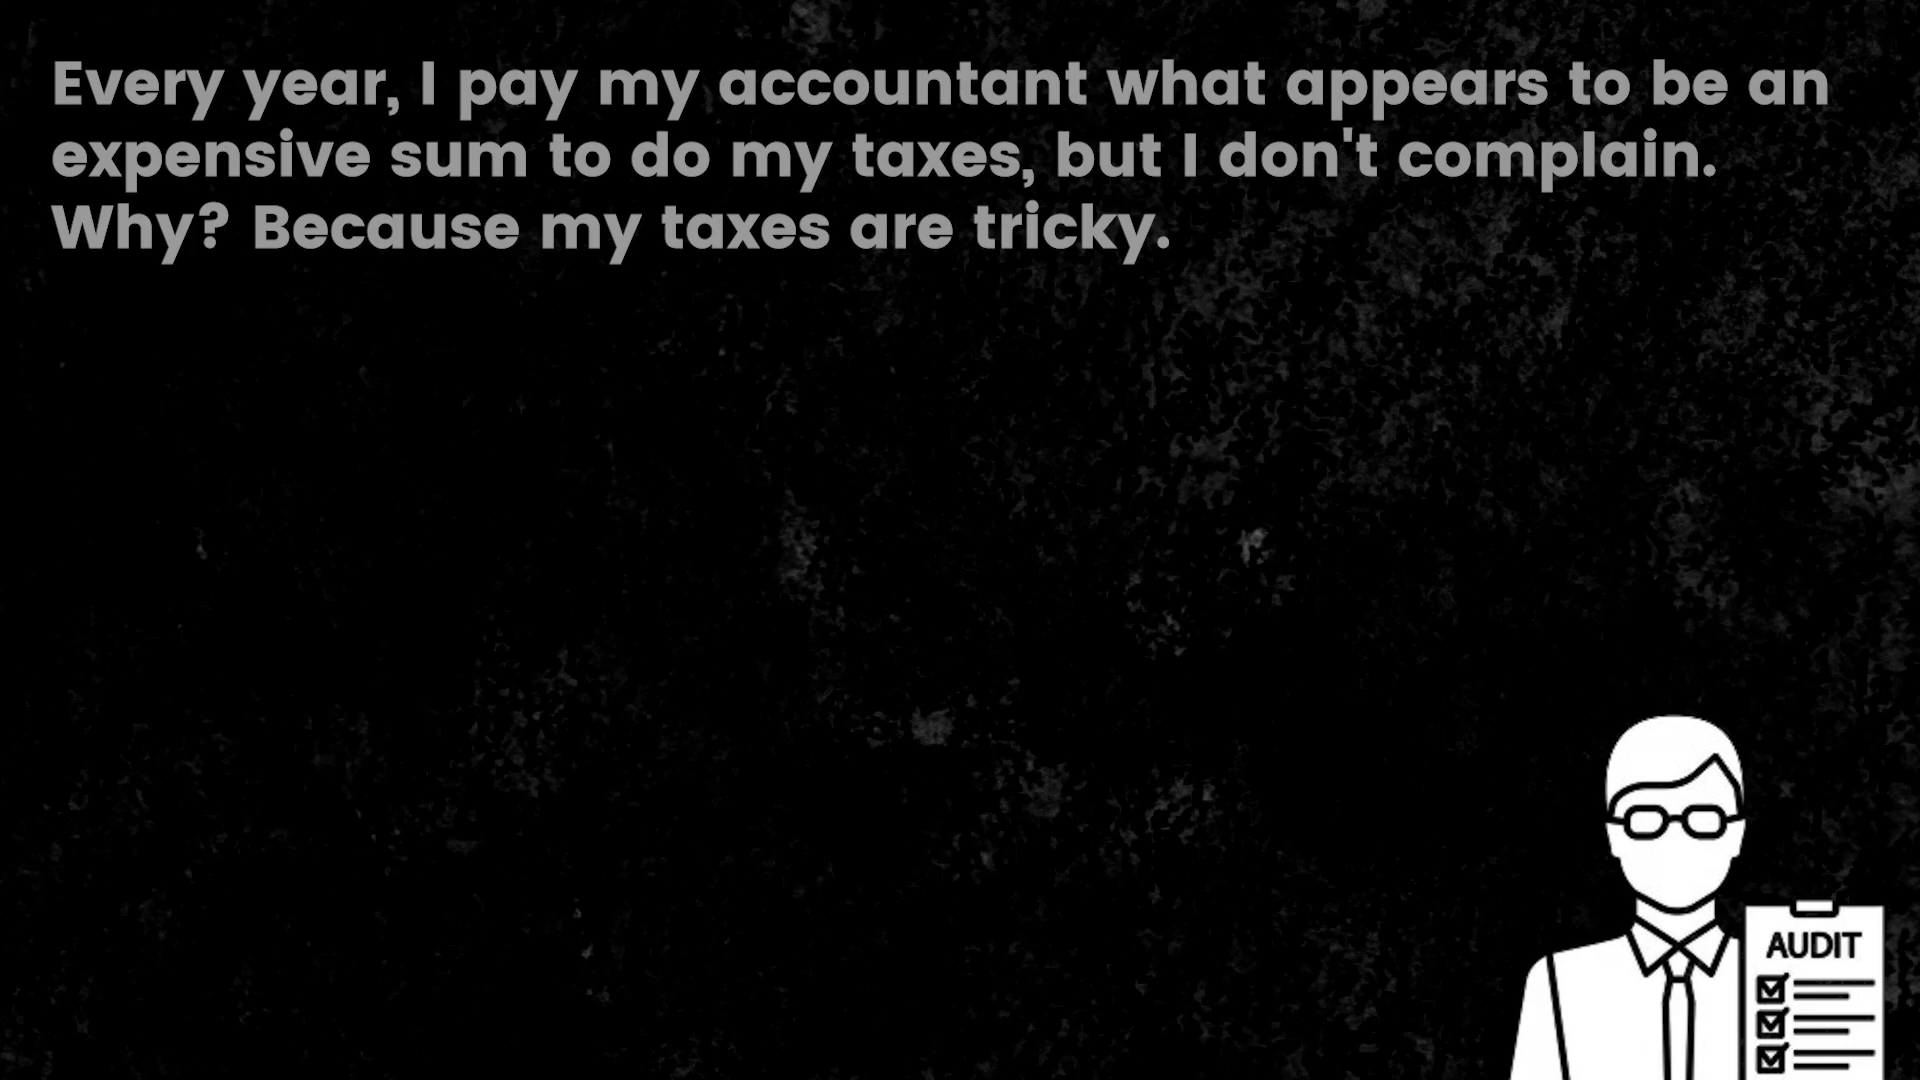 Every year, I pay my accountant what appears to be an
expensive sum to do my taxes, but I don't complain.
Why? Because my taxes are tricky.
AUDIT